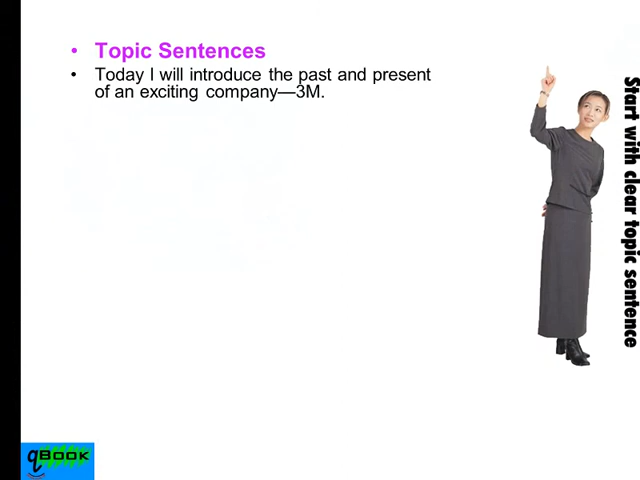 • Topic Sentences
• Today I will introduce the past and present
of an exciting company—3M.
Start with clear topic sentence
qBOOK